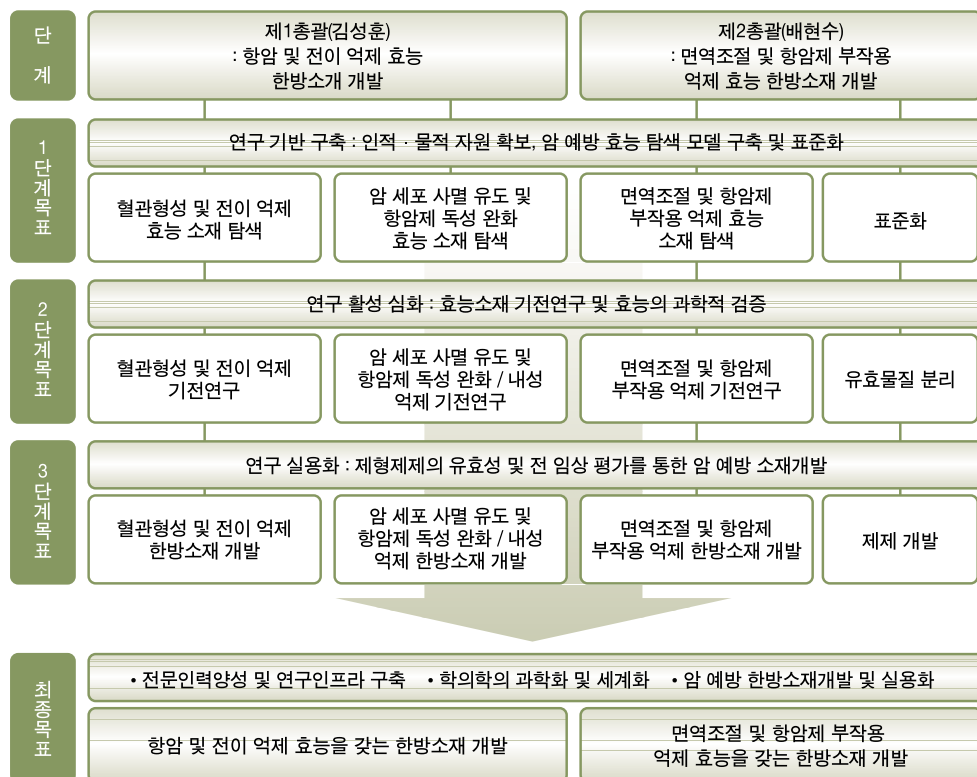 단
계
제1총괄(김성훈)
: 항암 및 전이 억제 효능
한방소개 개발
제2총괄(배현수)
: 면역조절 및 항암제 부작용
억제 효능 한방소재 개발
1단계목표
연구 기반 구축 : 인적 · 물적 자원 확보, 암 예방 효능 탐색 모델 구축 및 표준화
혈관형성 및 전이 억제
효능 소재 탐색
암 세포 사멸 유도 및
항암제 독성 완화
효능 소재 탐색
면역조절 및 항암제
부작용 억제 효능
소재 탐색
표준화
2단계목표
연구 활성 심화 : 효능소재 기전연구 및 효능의 과학적 검증
혈관형성 및 전이 억제
기전연구
암 세포 사멸 유도 및
항암제 독성 완화 / 내성
억제 기전연구
면역조절 및 항암제
부작용 억제 기전연구
유효물질 분리
3단계목표
연구 실용화 : 제형제제의 유효성 및 전 임상 평가를 통한 암 예방 소재개발
혈관형성 및 전이 억제
한방소재 개발
암 세포 사멸 유도 및
항암제 독성 완화 / 내성
억제 한방소재 개발
면역조절 및 항암제
부작용 억제 한방소재 개발
제제 개발
최종목표
• 전문인력양성 및 연구인프라 구축 • 학의학의 과학화 및 세계화 • 암 예방 한방소재개발 및 실용화
항암 및 전이 억제 효능을 갖는 한방소재 개발
면역조절 및 항암제 부작용
억제 효능을 갖는 한방소재 개발